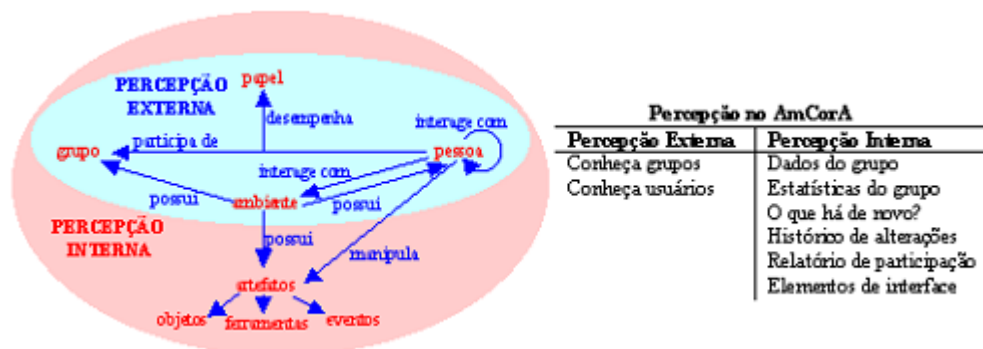 PERCEPÇÃO
EXTERNA
papel
desempenha
interage com
participa de
grupo
pessoa
interage com
possui
ambiente
possui
PERCEPÇÃO
INTERNA
possui
manipula
artefatos
objetos
ferramentas
eventos
Percepção no AmCorA
Percepção Externa Percepção Interna
Conheça grupos Dados do grupo
Conheça usuários Estatísticas do grupo
O que há de novo?
Histórico de alterações
Relatório de participação
Elementos de interface